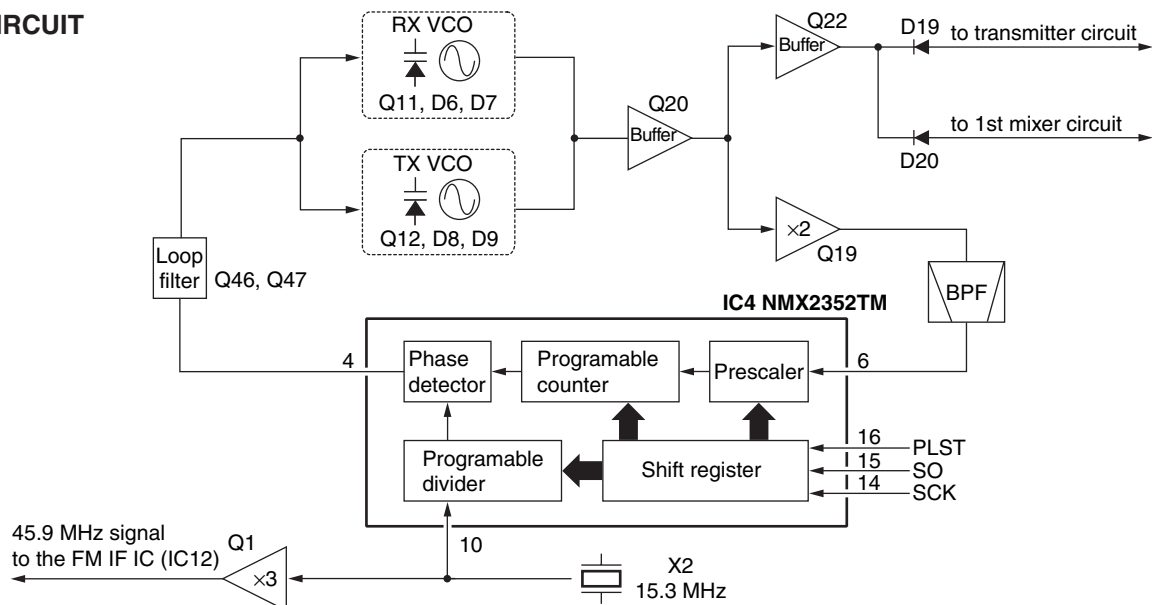 IRCUIT
RX VCO
Q11, D6, D7
TX VCO
Q12, D8, D9
Loop
filter
Q46, Q47
Q20
Buffer
Q22
Buffer
D19
to transmitter circuit
to 1st mixer circuit
D20
×2
Q19
BPF
IC4 NMX2352TM
4
Phase
detector
Programable
counter
Prescaler
6
Programable
divider
Shift register
16
PLST
15
SO
14
SCK
45.9 MHz signal
to the FM IF IC (IC12)
Q1
×3
10
X2
15.3 MHz